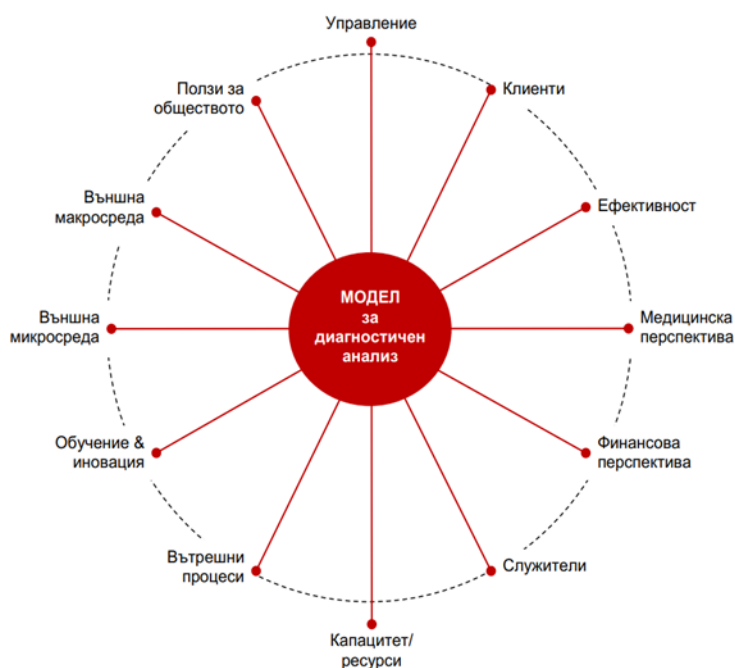 Управление
Клиенти
Ефективност
Медицинска
перспектива
Финансова
перспектива
Служители
Капацитет/
ресурси
Вътрешни
процеси
Обучение &
иновация
Външна
микросреда
Външна
макросреда
Ползи за
обществото
МОДЕЛ
за
диагностичен
анализ